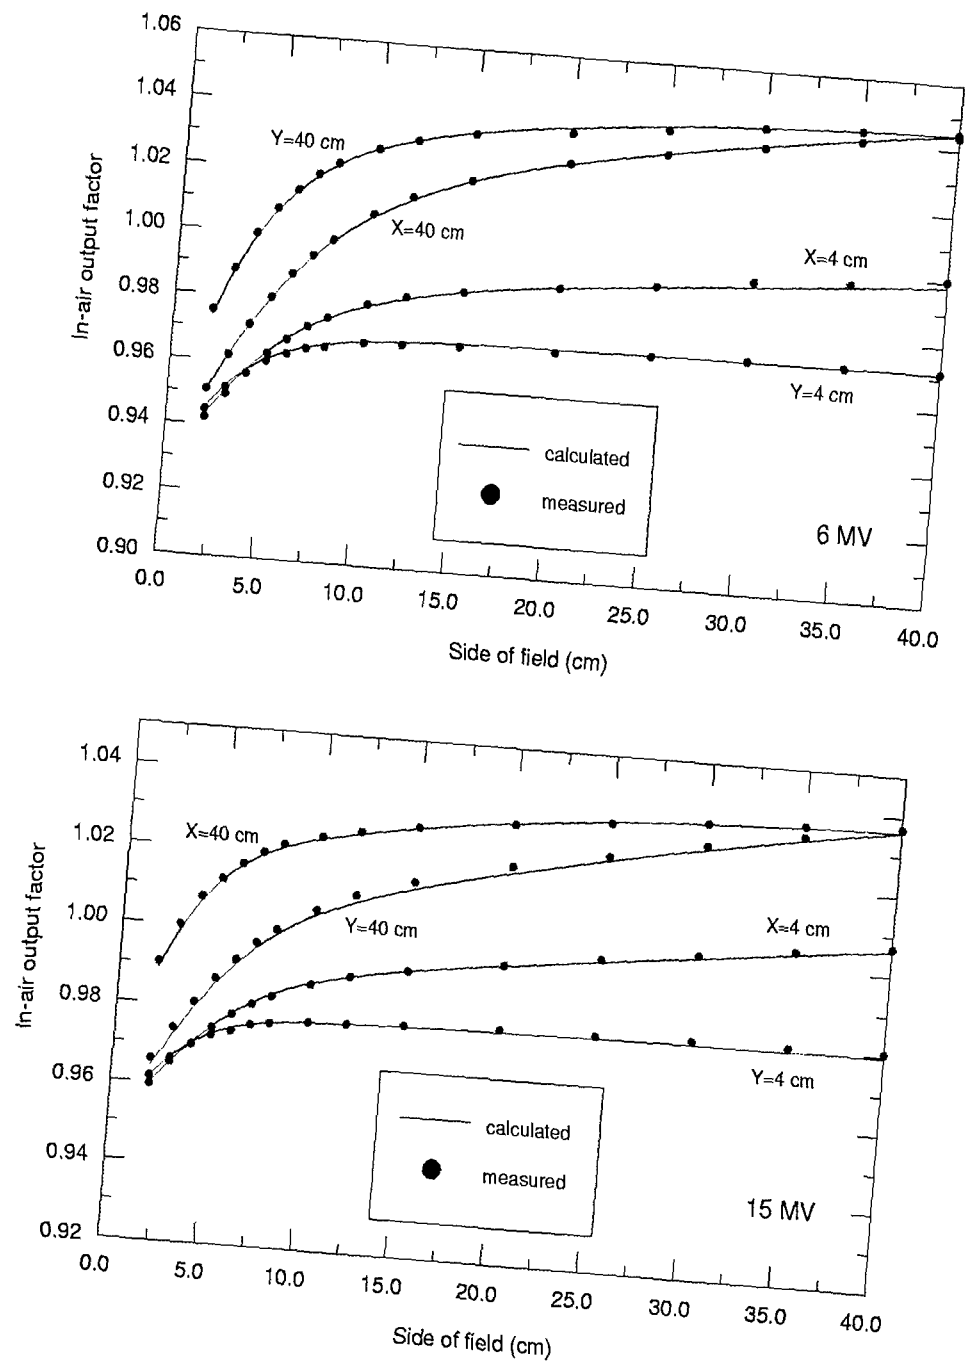 1.06
1.04
1.02
1.00
0.98
0.96
0.94
0.92
0.90
In-air output factor
Y=40 cm
X=40 cm
X=4 cm
Y=4 cm
calculated
measured
6 MV
0.0 5.0 10.0 15.0 20.0 25.0 30.0 35.0 40.0
Side of field (cm)
1.04
1.02
1.00
0.98
0.96
0.94
0.92
In-air output factor
X=40 cm
Y=40 cm
X=4 cm
Y=4 cm
calculated
measured
15 MV
0.0 5.0 10.0 15.0 20.0 25.0 30.0 35.0 40.0
Side of field (cm)